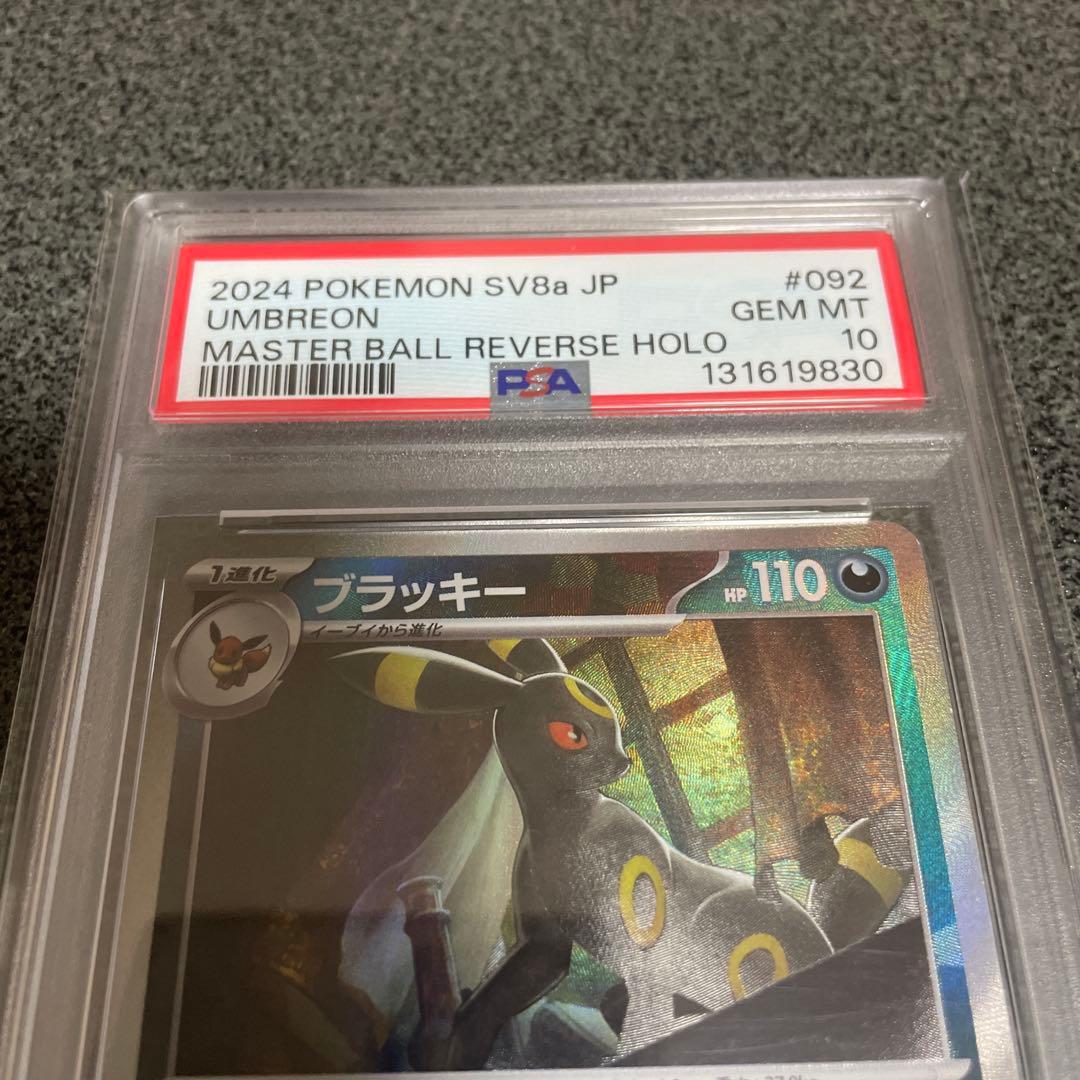 2024 POKEMON SV8a JP #092
UMBREON GEM MT
MASTER BALL REVERSE HOLO 10
PSA 131619830
1進化 ブラッキー HP 110
イーブイから進化